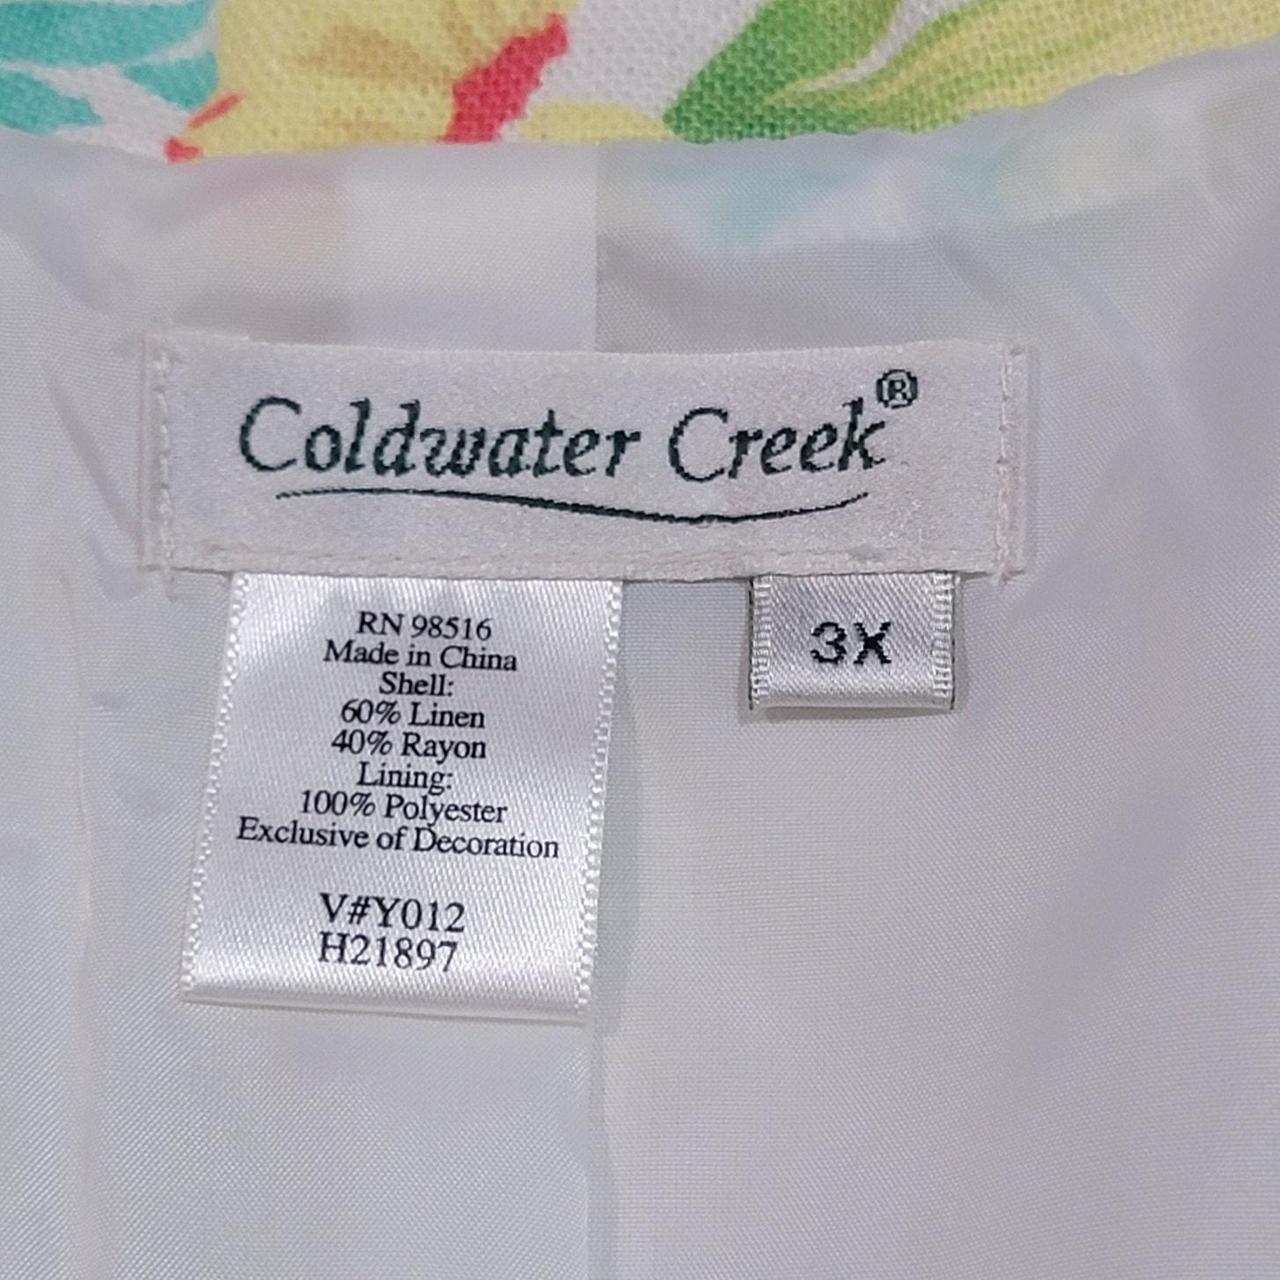 Coldwater Creek®
3X
RN 98516
Made in China
Shell:
60% Linen
40% Rayon
Lining:
100% Polyester
Exclusive of Decoration
V#Y012
H21897